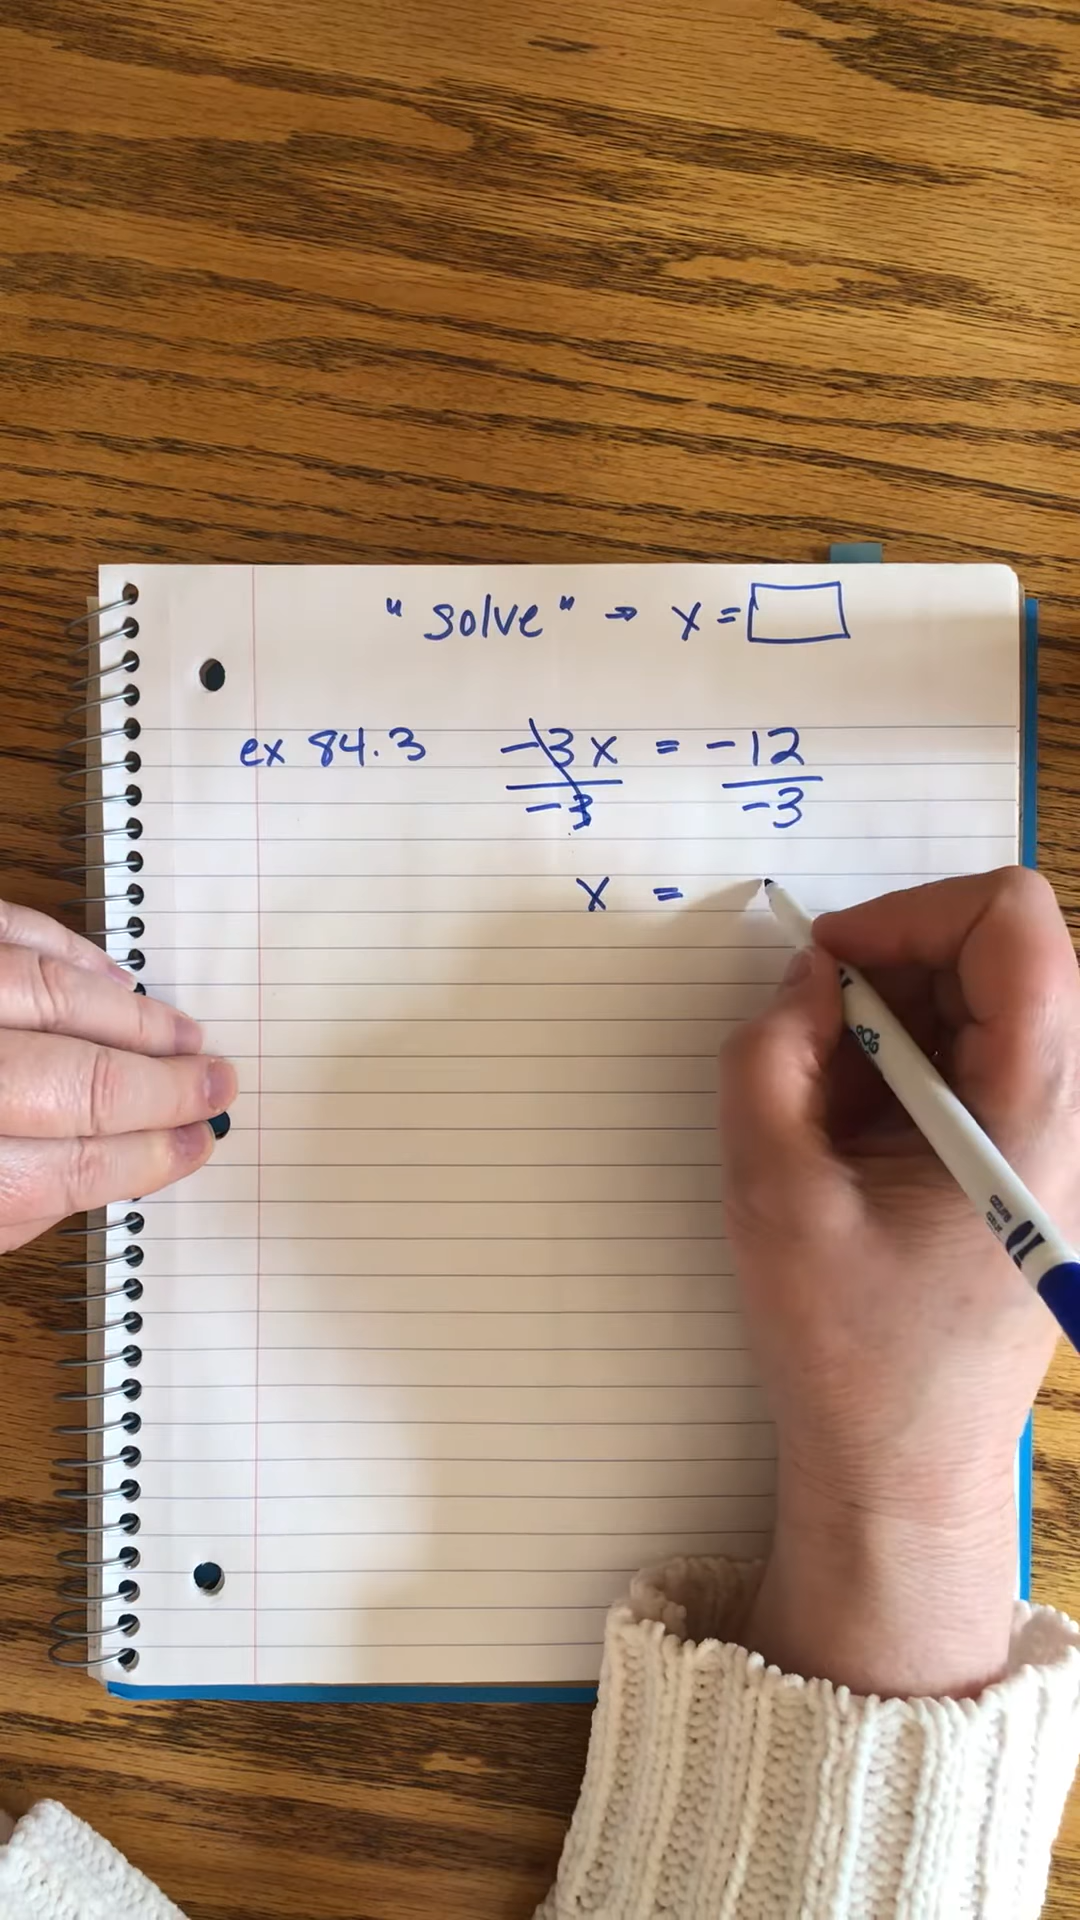 "solve" → x = □
ex 84.3 -3x = -12
-3 -3
x =